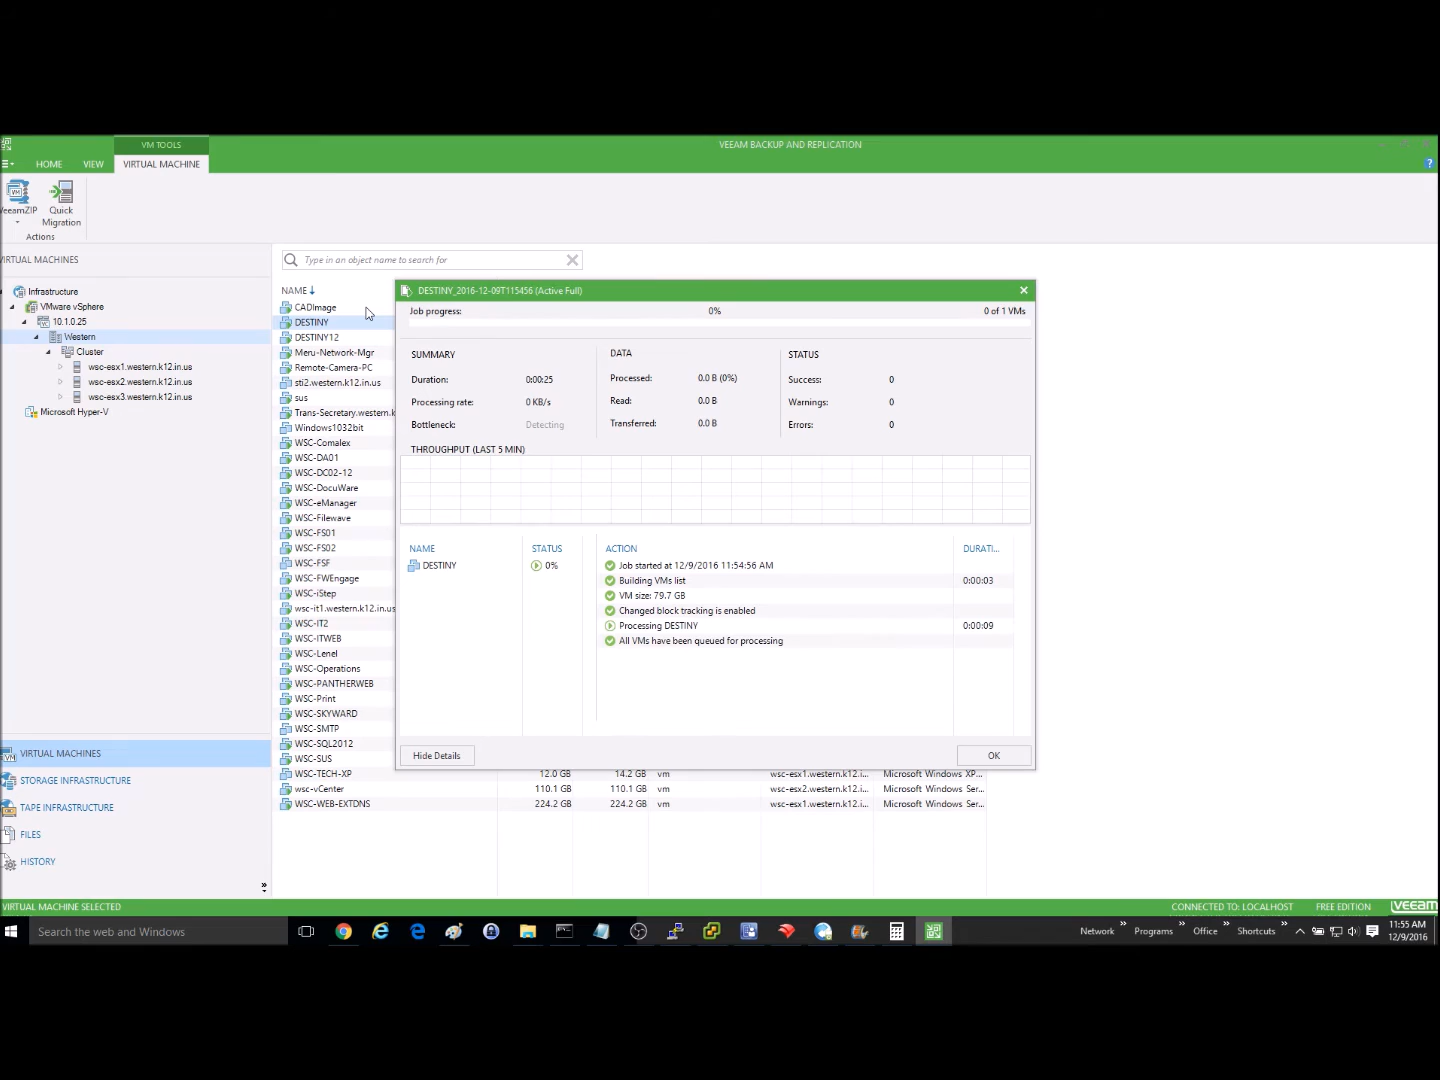 VM TOOLS
VEEAM BACKUP AND REPLICATION
HOME VIEW VIRTUAL MACHINE
?
VM
VeeamZIP
Quick
Migration
Actions
VIRTUAL MACHINES
Infrastructure
VMware vSphere
10.1.0.25
Western
Cluster
wsc-esx1.western.k12.in.us
wsc-esx2.western.k12.in.us
wsc-esx3.western.k12.in.us
Microsoft Hyper-V
Type in an object name to search for
NAME
CADImage
DESTINY
DESTINY12
Meru-Network-Mgr
Remote-Camera-PC
sti2.western.k12.in.us
sus
Trans-Secretary.western.k
Windows1032bit
WSC-Comalex
WSC-DA01
WSC-DC02-12
WSC-DocuWare
WSC-eManager
WSC-Filewave
WSC-FS01
WSC-FS02
WSC-FSF
WSC-FWEngage
WSC-iStep
wsc-it1.western.k12.in.us
WSC-IT2
WSC-ITWEB
WSC-Lenel
WSC-Operations
WSC-PANTHERWEB
WSC-Print
WSC-SKYWARD
WSC-SMTP
WSC-SQL2012
WSC-SUS
WSC-TECH-XP 12.0 GB 14.2 GB vm wsc-esx1.western.k12.i... Microsoft Windows XP...
wsc-vCenter 110.1 GB 110.1 GB vm wsc-esx2.western.k12.i... Microsoft Windows Ser...
WSC-WEB-EXTDNS 224.2 GB 224.2 GB vm wsc-esx1.western.k12.i... Microsoft Windows Ser...
DESTINY_2016-12-09T115456 (Active Full)
Job progress: 0% 0 of 1 VMs
SUMMARY DATA STATUS
Duration: 0:00:25 Processed: 0.0 B (0%) Success: 0
Processing rate: 0 KB/s Read: 0.0 B Warnings: 0
Bottleneck: Detecting Transferred: 0.0 B Errors: 0
THROUGHPUT (LAST 5 MIN)
NAME STATUS ACTION DURATI...
DESTINY 0% Job started at 12/9/2016 11:54:56 AM
Building VMs list 0:00:03
VM size: 79.7 GB
Changed block tracking is enabled
Processing DESTINY 0:00:09
All VMs have been queued for processing
Hide Details OK
VIRTUAL MACHINES
STORAGE INFRASTRUCTURE
TAPE INFRASTRUCTURE
FILES
HISTORY
VIRTUAL MACHINE SELECTED
CONNECTED TO: LOCALHOST FREE EDITION veeam
Search the web and Windows
Network Programs Office Shortcuts
11:55 AM
12/9/2016